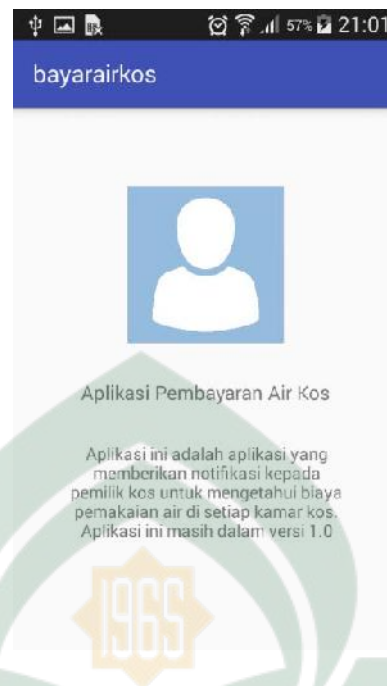 57% 21:01
bayarairkos
Aplikasi Pembayaran Air Kos
Aplikasi ini adalah aplikasi yang
memberikan notifikasi kepada
pemilik kos untuk mengetahui biaya
pemakaian air di setiap kamar kos.
Aplikasi ini masih dalam versi 1.0
1965